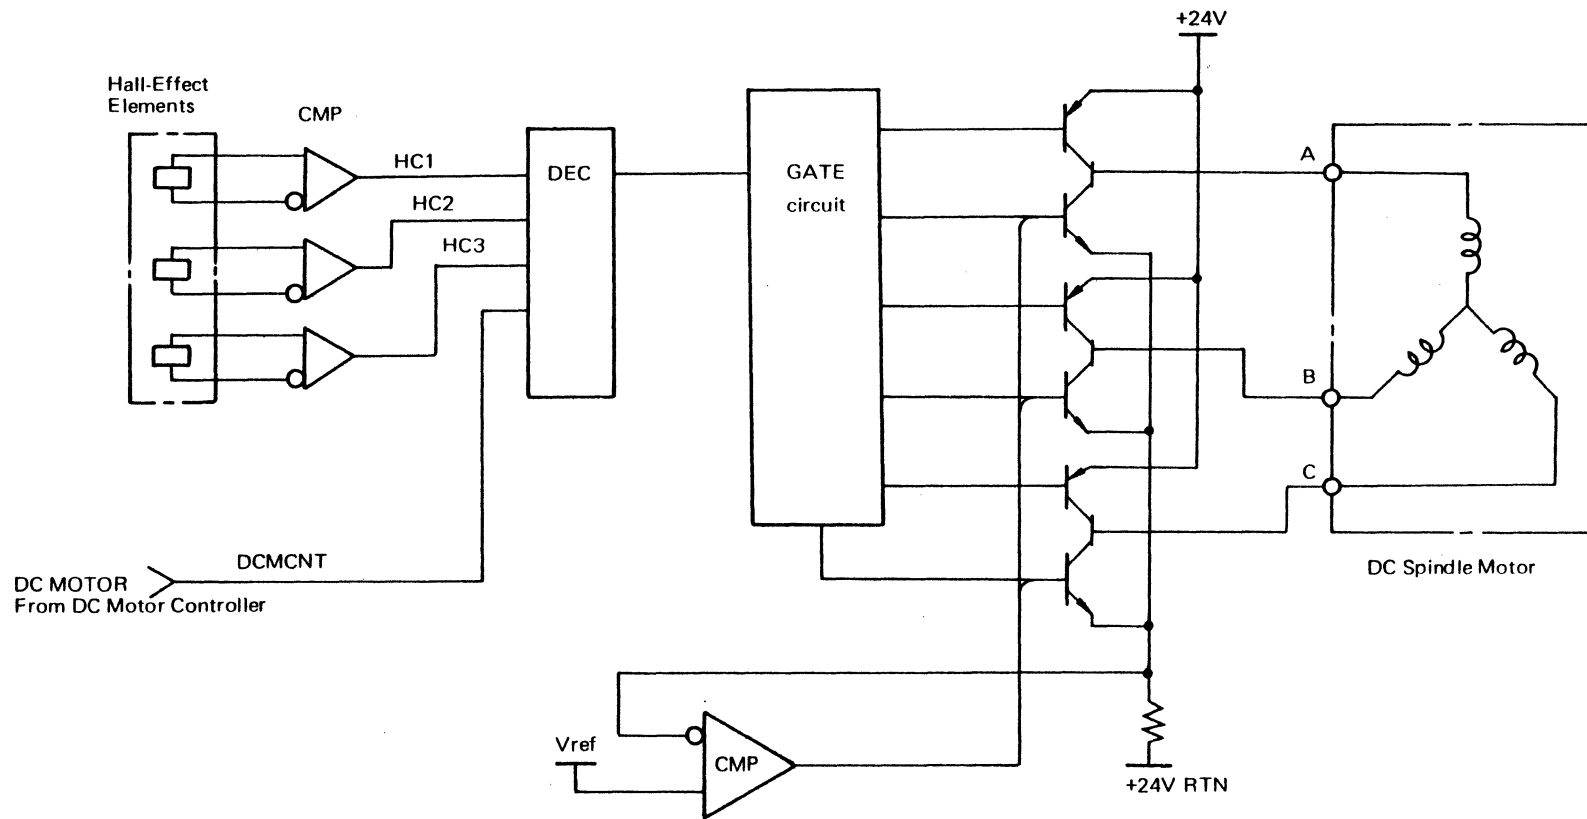 +24V
Hall-Effect
Elements
CMP
HC1
HC2
HC3
DEC
GATE
circuit
A
B
C
DC Spindle Motor
DCMCNT
DC MOTOR
From DC Motor Controller
Vref
CMP
+24V RTN